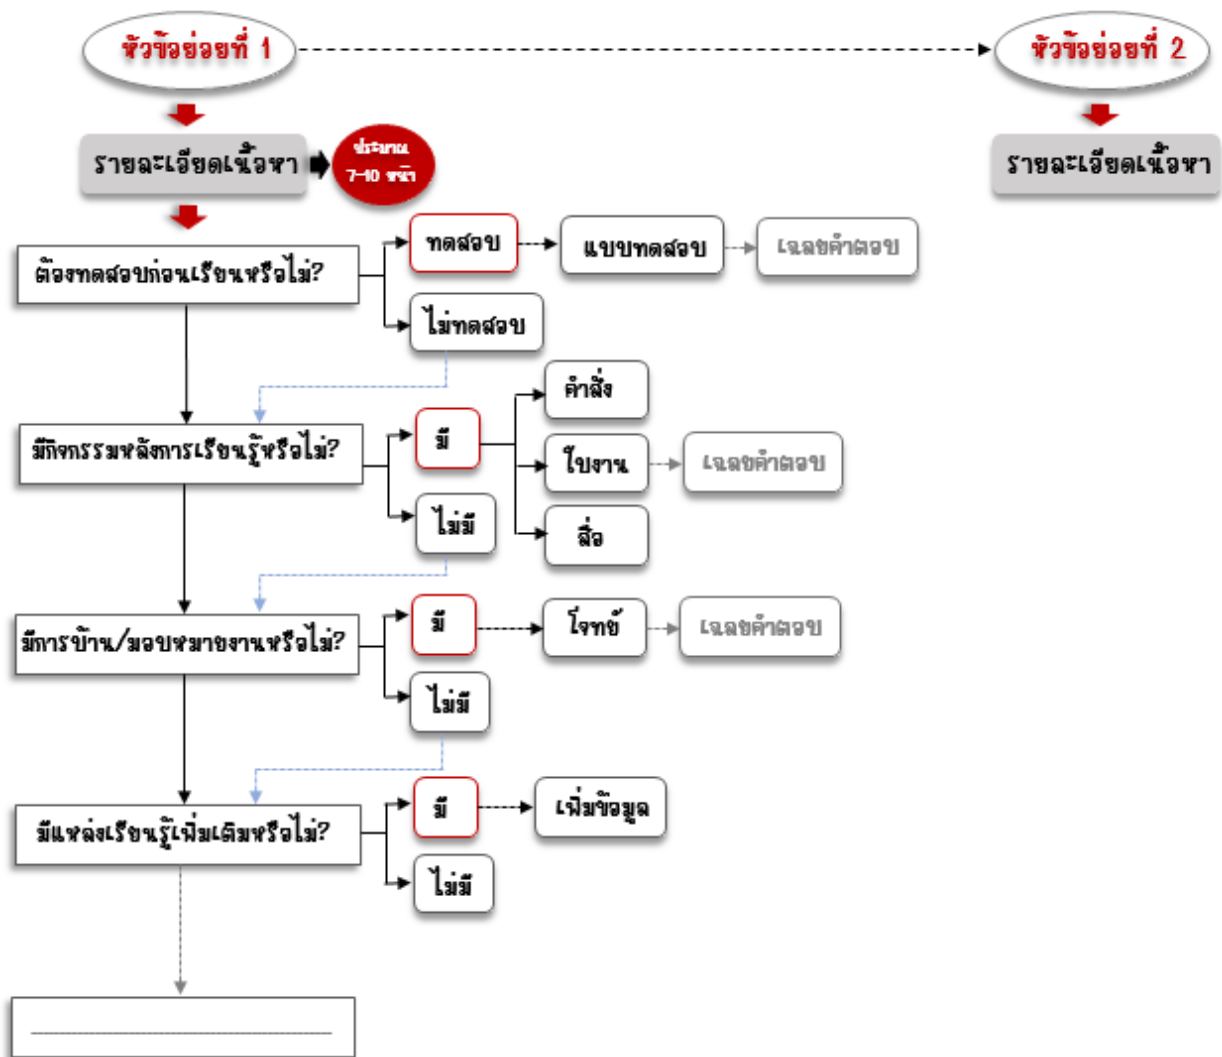 หัวข้อย่อยที่ 1
หัวข้อย่อยที่ 2
รายละเอียดเนื้อหา
ประมาณ
7-10 หน้า
รายละเอียดเนื้อหา
ต้องทดสอบก่อนเรียนหรือไม่?
ทดสอบ
แบบทดสอบ
เฉลยคำตอบ
ไม่ทดสอบ
มีกิจกรรมหลังการเรียนรู้หรือไม่?
มี
คำสั่ง
ใบงาน
เฉลยคำตอบ
ไม่มี
สื่อ
มีการบ้าน/มอบหมายงานหรือไม่?
มี
โจทย์
เฉลยคำตอบ
ไม่มี
มีแหล่งเรียนรู้เพิ่มเติมหรือไม่?
มี
เพิ่มข้อมูล
ไม่มี